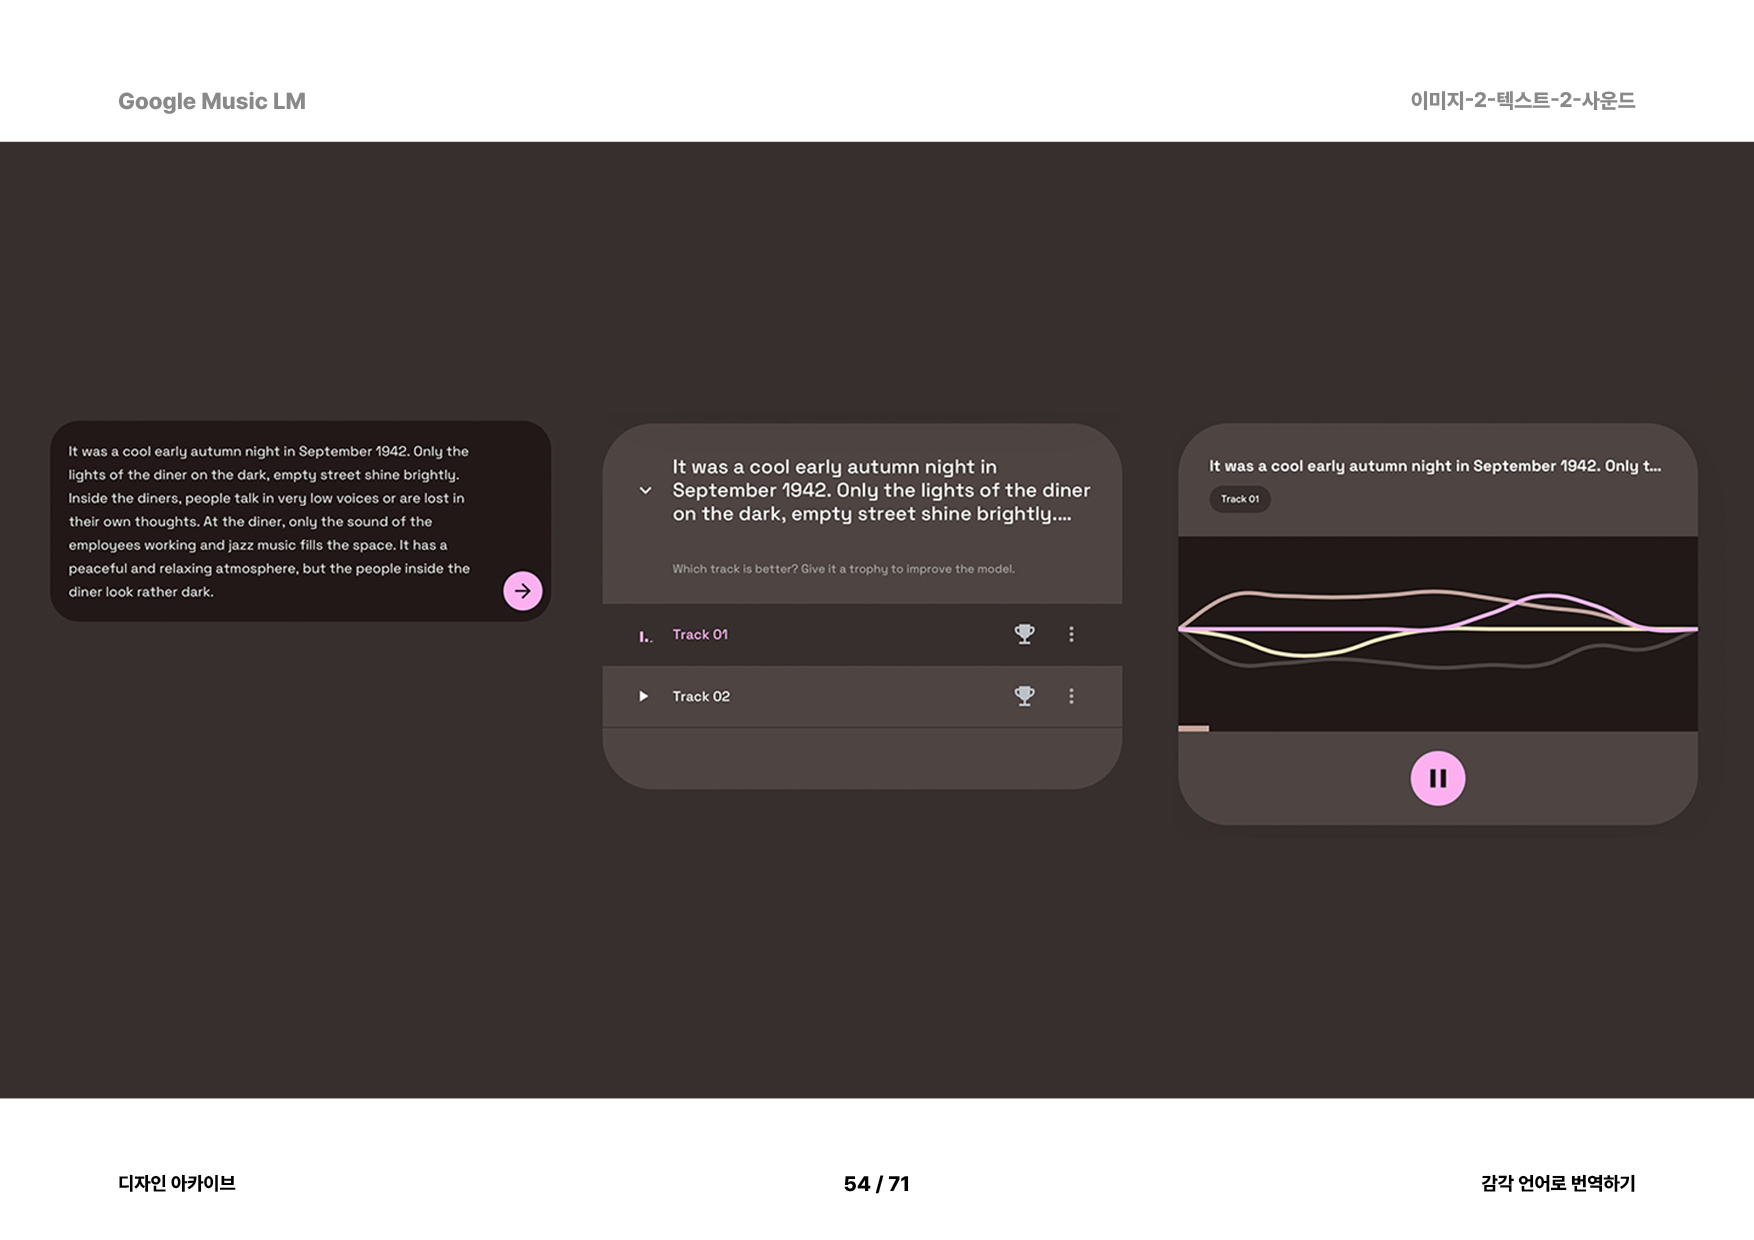 Google Music LM
이미지-2-텍스트-2-사운드
It was a cool early autumn night in September 1942. Only the
lights of the diner on the dark, empty street shine brightly.
Inside the diners, people talk in very low voices or are lost in
their own thoughts. At the diner, only the sound of the
employees working and jazz music fills the space. It has a
peaceful and relaxing atmosphere, but the people inside the
diner look rather dark.
It was a cool early autumn night in
September 1942. Only the lights of the diner
on the dark, empty street shine brightly....
Which track is better? Give it a trophy to improve the model.
Track 01
Track 02
It was a cool early autumn night in September 1942. Only t...
Track 01
디자인 아카이브
54 / 71
감각 언어로 번역하기